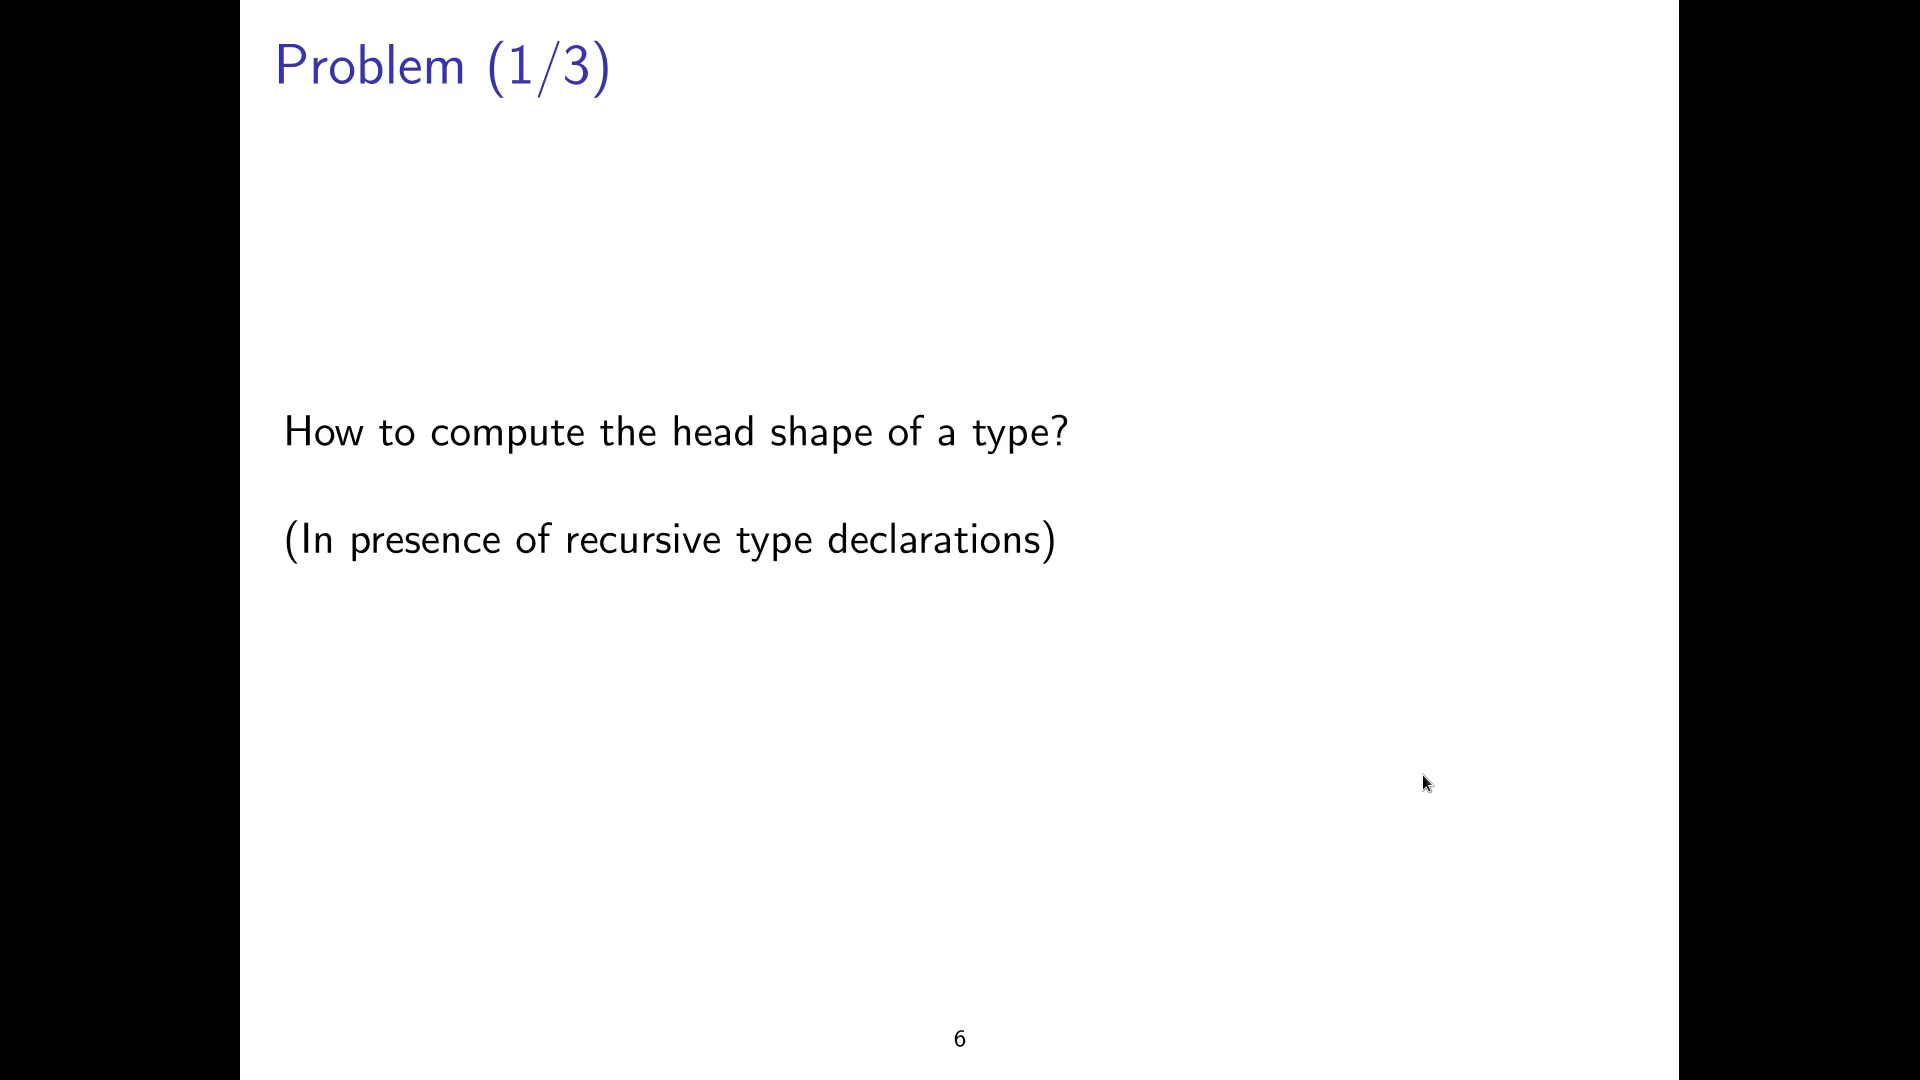 Problem (1/3)
How to compute the head shape of a type?
(In presence of recursive type declarations)
6